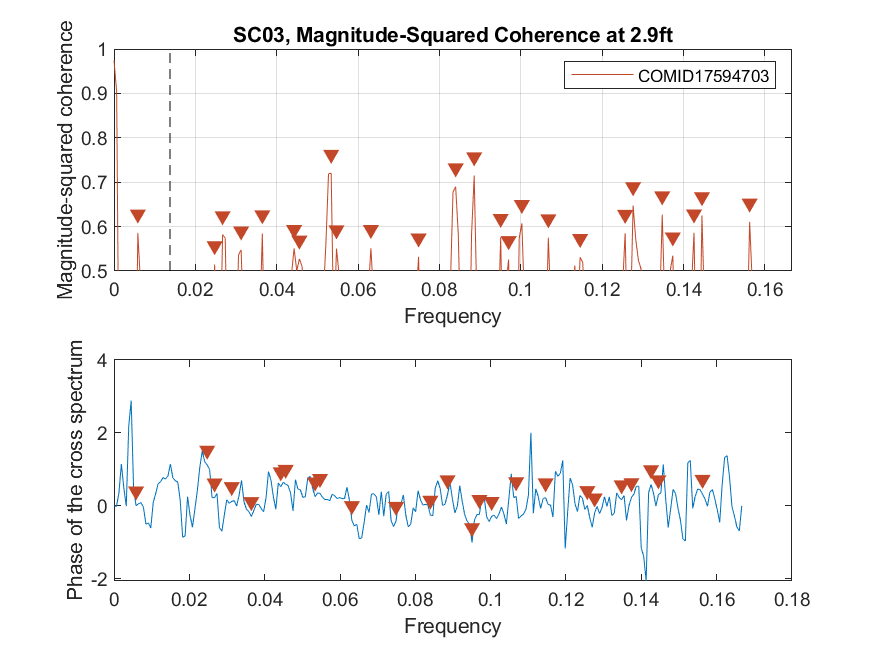 SC03, Magnitude-Squared Coherence at 2.9ft
Magnitude-squared coherence
1
0.9
0.8
0.7
0.6
0.5
COMID17594703
0 0.02 0.04 0.06 0.08 0.1 0.12 0.14 0.16
Frequency
Phase of the cross spectrum
4
2
0
-2
0 0.02 0.04 0.06 0.08 0.1 0.12 0.14 0.16 0.18
Frequency